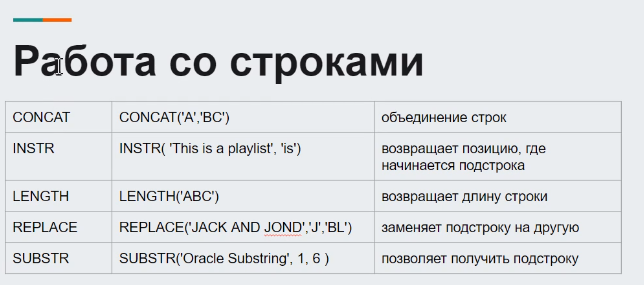 Работа со строками
CONCAT CONCAT('A','BC') объединение строк
INSTR INSTR( 'This is a playlist', 'is') возвращает позицию, где
начинается подстрока
LENGTH LENGTH('ABC') возвращает длину строки
REPLACE REPLACE('JACK AND JOND','J','BL') заменяет подстроку на другую
SUBSTR SUBSTR('Oracle Substring', 1, 6 ) позволяет получить подстроку